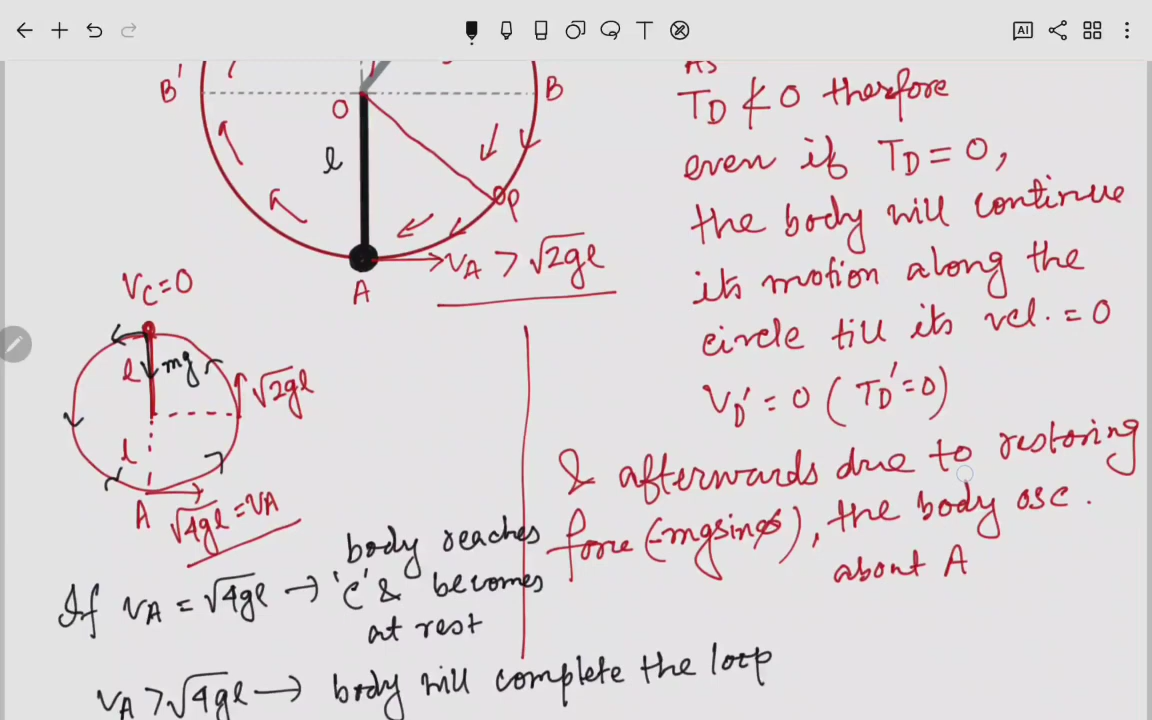 B'
O
B
l
P
A
vA > √2gl
As
TD ≮ 0 therefore
even if TD = 0,
the body will continue
its motion along the
circle till its vel. = 0
VD' = 0 (TD' = 0)
& afterwards due to restoring
force (-mgsinϕ), the body osc.
about A
VC = 0
l
mg
√2gl
l
A
√4gl = VA
If vA = √4gl → body reaches
'C' & becomes
at rest
vA > √4gl → body will complete the loop
T
AI